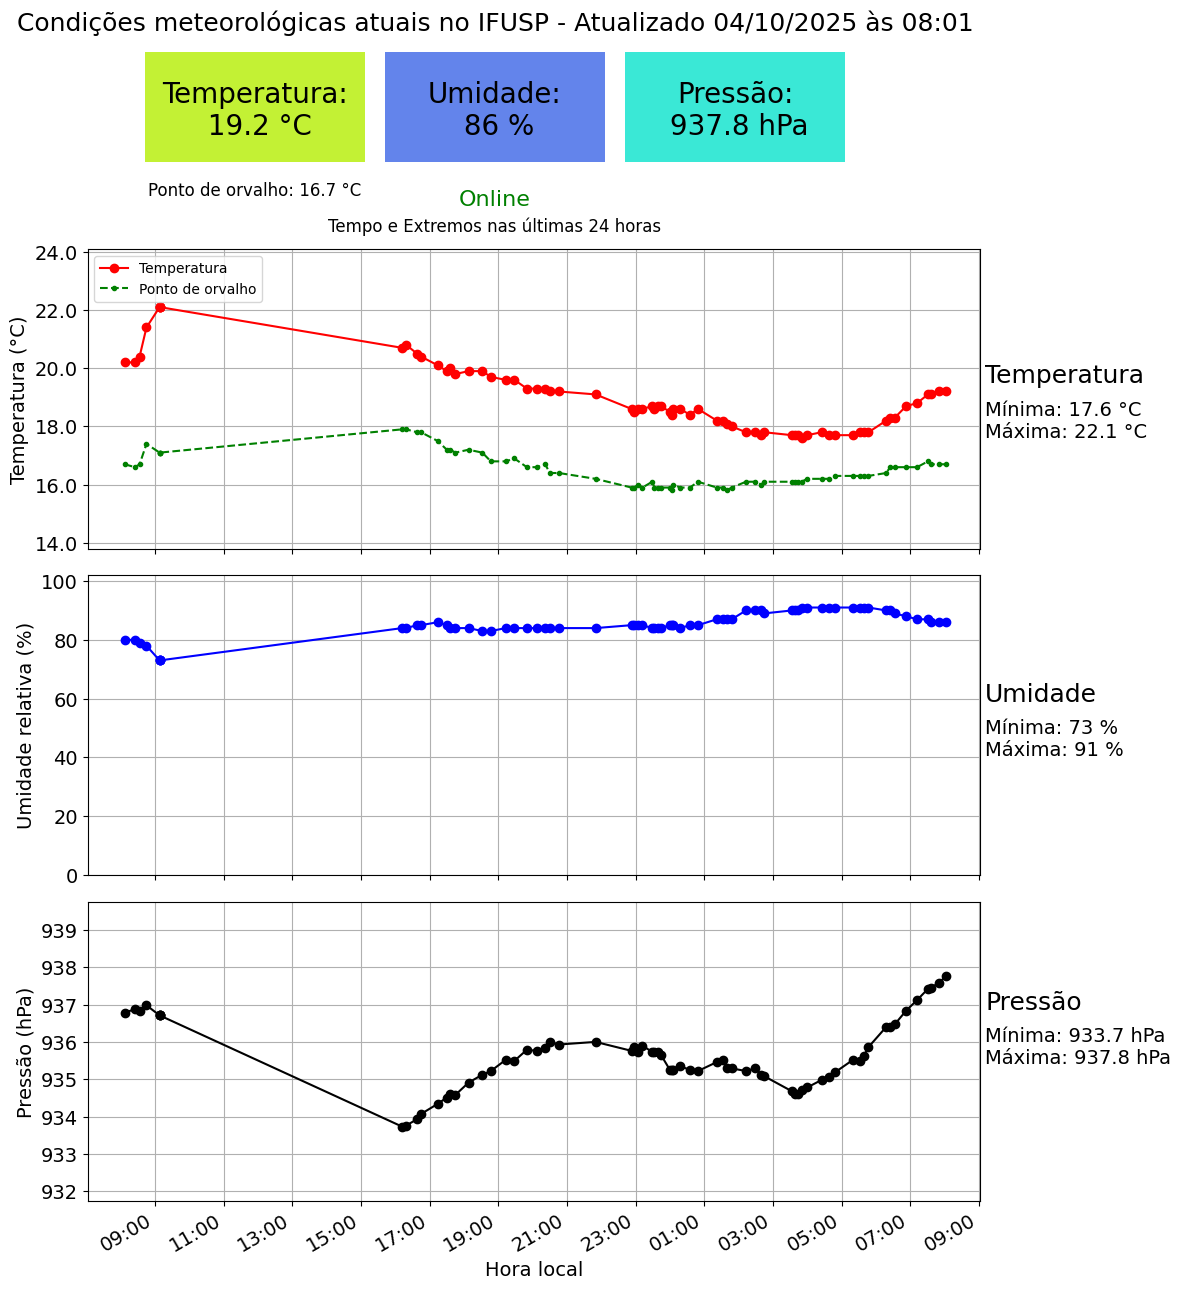 Condições meteorológicas atuais no IFUSP - Atualizado 04/10/2025 às 08:01
Temperatura:
19.2 °C
Umidade:
86 %
Pressão:
937.8 hPa
Ponto de orvalho: 16.7 °C
Online
Tempo e Extremos nas últimas 24 horas
Temperatura (°C)
24.0
22.0
20.0
18.0
16.0
14.0
Temperatura
Ponto de orvalho
Temperatura
Mínima: 17.6 °C
Máxima: 22.1 °C
Umidade relativa (%)
100
80
60
40
20
0
Umidade
Mínima: 73 %
Máxima: 91 %
Pressão (hPa)
939
938
937
936
935
934
933
932
Pressão
Mínima: 933.7 hPa
Máxima: 937.8 hPa
09:00
11:00
13:00
15:00
17:00
19:00
21:00
23:00
01:00
03:00
05:00
07:00
09:00
Hora local